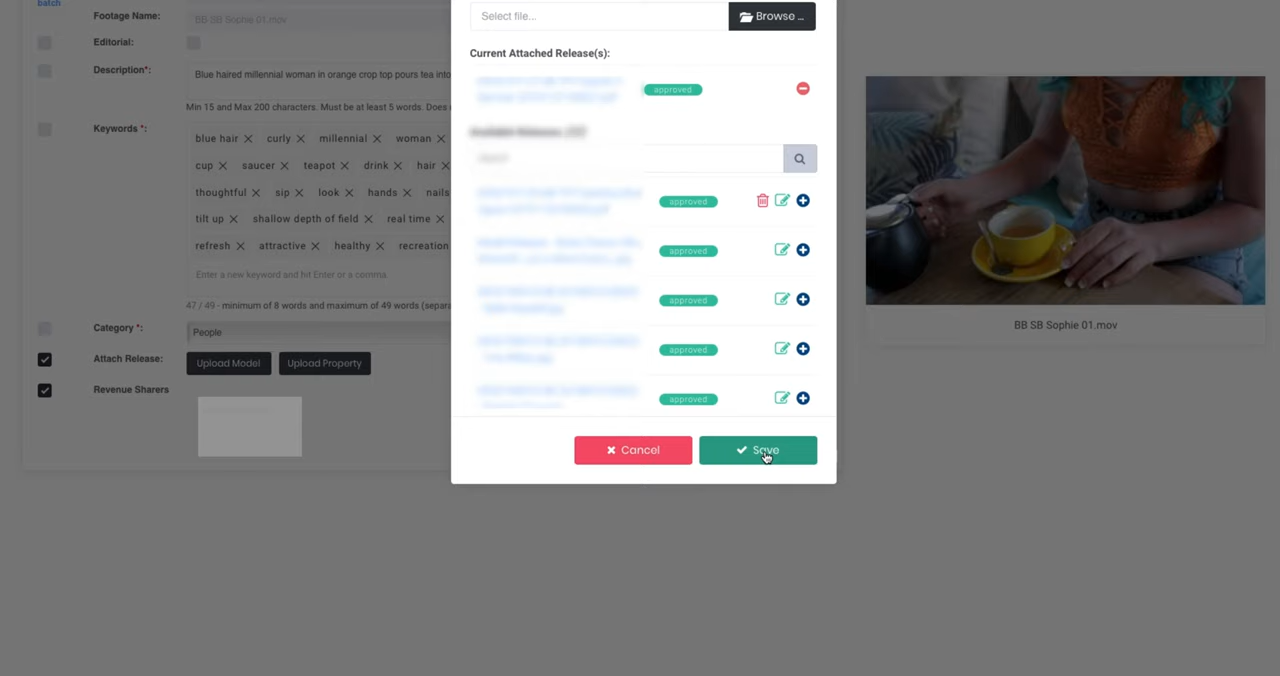 batch
Footage Name:
BB SB Sophie 01.mov
Editorial:
Description*:
Blue haired millennial woman in orange crop top pours tea into
Min 15 and Max 200 characters. Must be at least 5 words. Does
Keywords *:
blue hair × curly × millennial × woman ×
cup × saucer × teapot × drink × hair
thoughtful × sip × look × hands × nails
tilt up × shallow depth of field × real time ×
refresh × attractive × healthy × recreation
Enter a new keyword and hit Enter or a comma.
47 / 49 - minimum of 8 words and maximum of 49 words (separa
Category *:
People
Attach Release:
Upload Model
Upload Property
Revenue Sharers
Select file...
Browse ...
Current Attached Release(s):
approved
approved
approved
approved
approved
approved
Cancel
Save
BB SB Sophie 01.mov